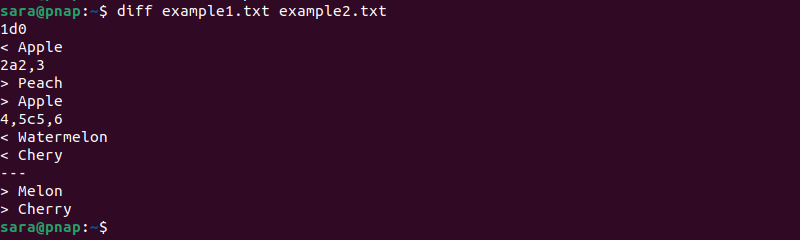 sara@pnap:~$ diff example1.txt example2.txt
1d0
< Apple
2a2,3
> Peach
> Apple
4,5c5,6
< Watermelon
< Chery
---
> Melon
> Cherry
sara@pnap:~$